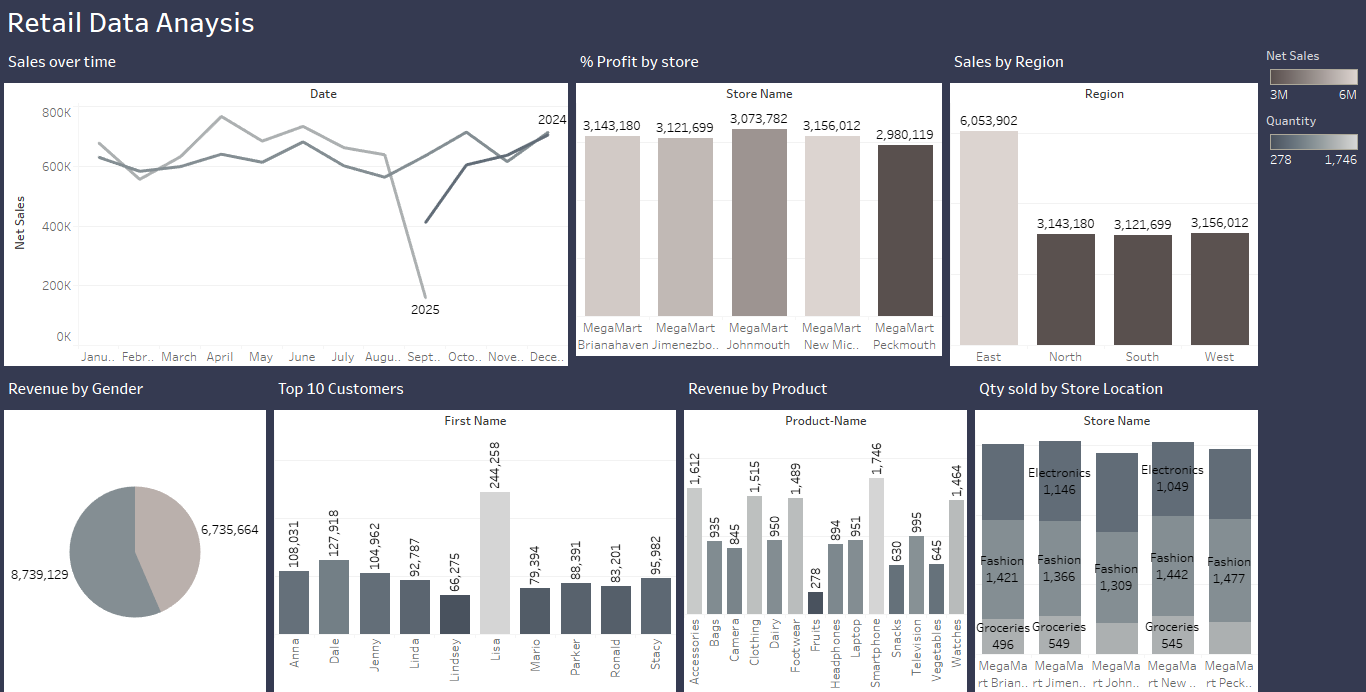 Retail Data Anaysis
Sales over time
% Profit by store
Sales by Region
Net Sales
3M
6M
Quantity
278
1,746
Date
Net Sales
800K
600K
400K
200K
0K
2024
2025
Janu..
Febr..
March
April
May
June
July
Augu..
Sept..
Octo..
Nove..
Dece..
Store Name
3,143,180
3,121,699
3,073,782
3,156,012
2,980,119
MegaMart
Brianahaven
MegaMart
Jimenezbo..
MegaMart
Johnmouth
MegaMart
New Mic..
MegaMart
Peckmouth
Region
6,053,902
3,143,180
3,121,699
3,156,012
East
North
South
West
Revenue by Gender
Top 10 Customers
Revenue by Product
Qty sold by Store Location
6,735,664
8,739,129
First Name
108,031
127,918
104,962
92,787
66,275
244,258
79,394
88,391
83,201
95,982
Anna
Dale
Jenny
Linda
Lindsey
Lisa
Mario
Parker
Ronald
Stacy
Product-Name
1,612
935
845
1,515
950
1,489
278
894
951
1,746
630
995
645
1,464
Accessories
Bags
Camera
Clothing
Dairy
Footwear
Fruits
Headphones
Laptop
Smartphone
Snacks
Television
Vegetables
Watches
Store Name
Electronics
1,146
Electronics
1,049
Fashion
1,421
Fashion
1,366
Fashion
1,309
Fashion
1,442
Fashion
1,477
Groceries
496
Groceries
549
Groceries
545
MegaMa
rt Brian..
MegaMa
rt Jimen..
MegaMa
rt John..
MegaMa
rt New ..
MegaMa
rt Peck..